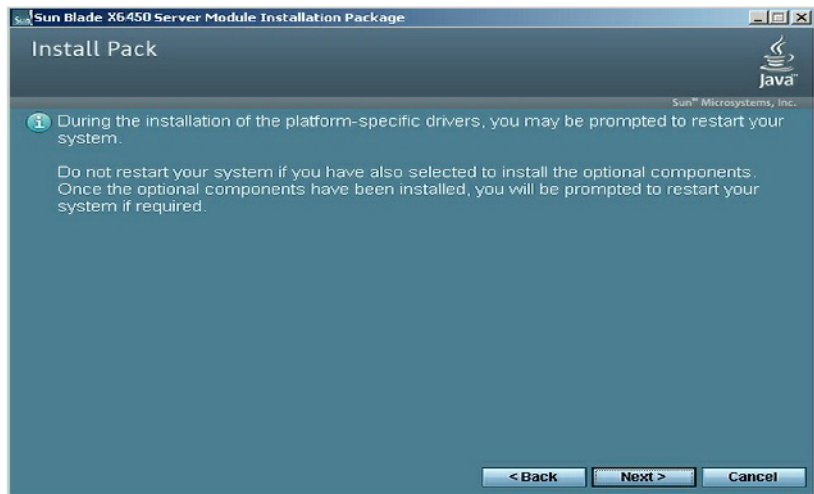 Sun Blade X6450 Server Module Installation Package
Install Pack
Java™
Sun™ Microsystems, Inc.
During the installation of the platform-specific drivers, you may be prompted to restart your
system.
Do not restart your system if you have also selected to install the optional components.
Once the optional components have been installed, you will be prompted to restart your
system if required.
< Back
Next >
Cancel